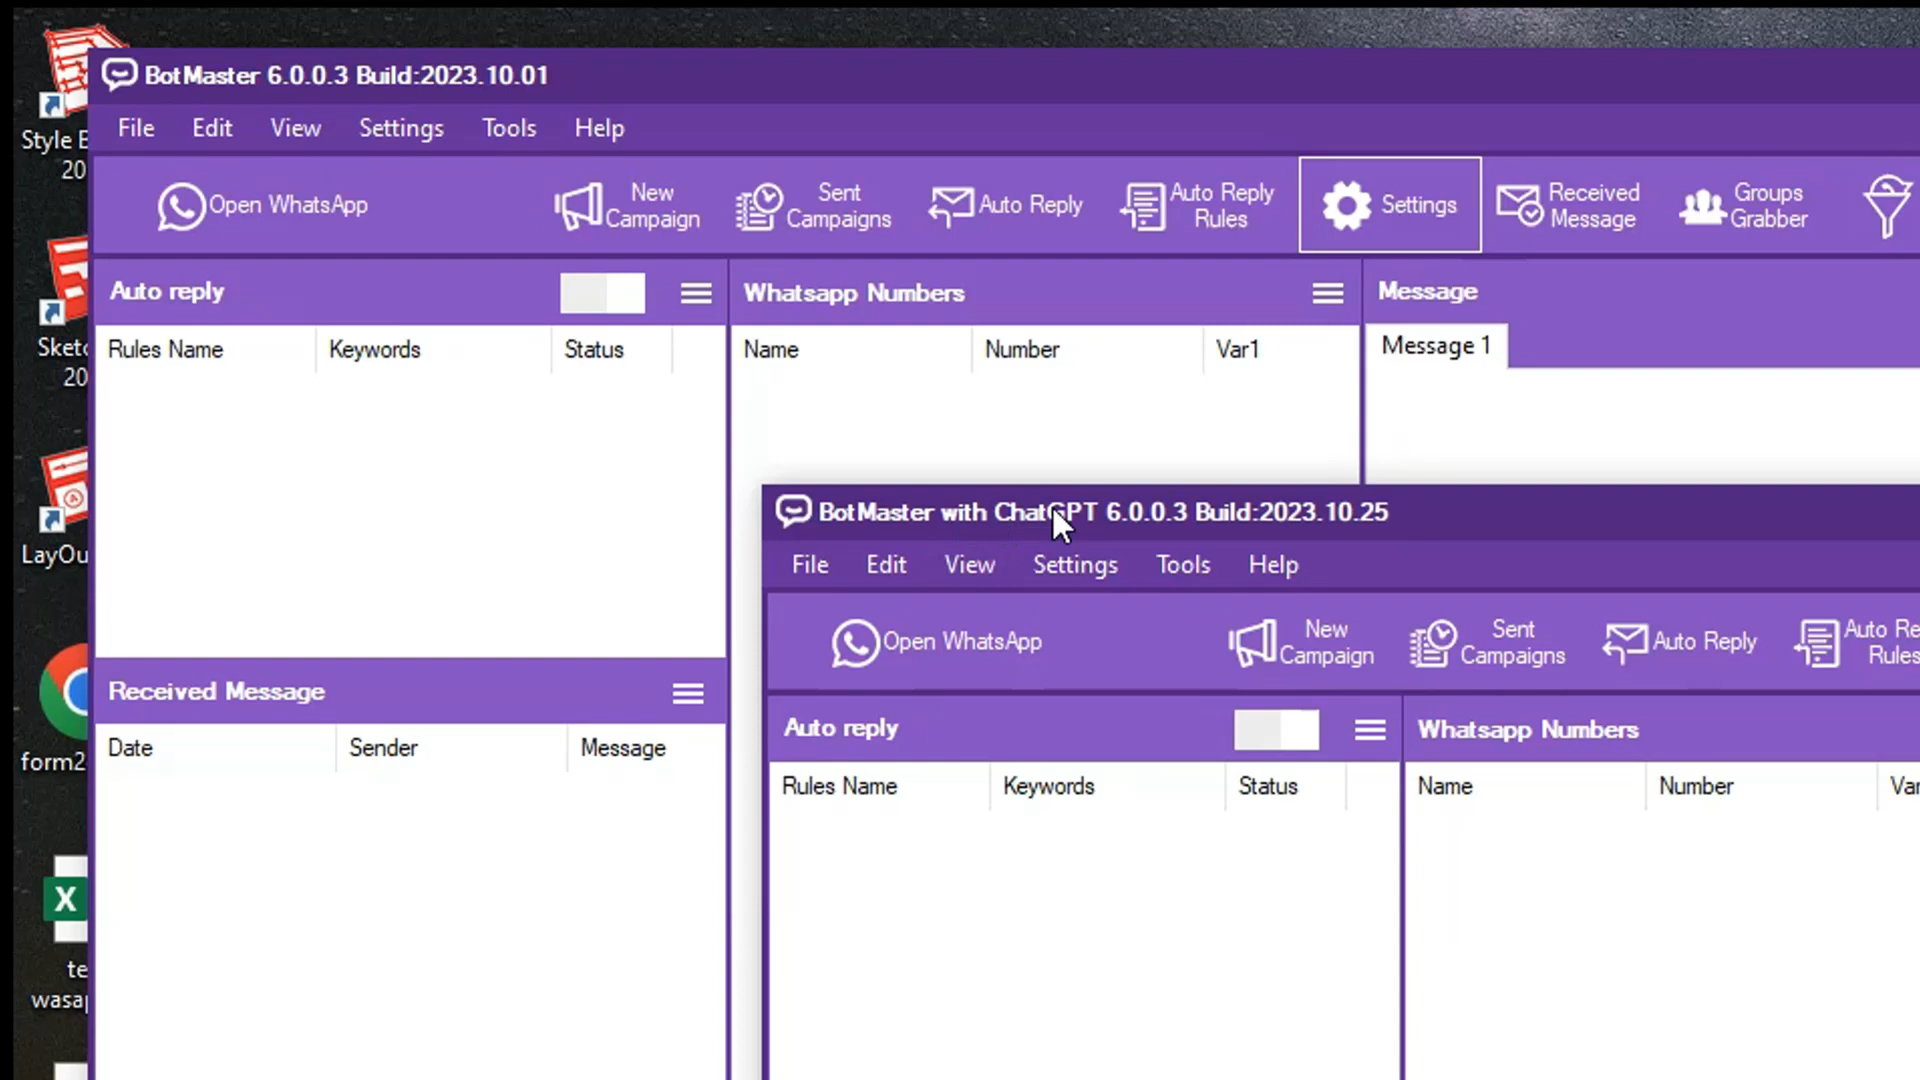 BotMaster 6.0.0.3 Build:2023.10.01
File Edit View Settings Tools Help
Open WhatsApp
New Campaign
Sent Campaigns
Auto Reply
Auto Reply Rules
Settings
Received Message
Groups Grabber
Auto reply
Whatsapp Numbers
Message
Rules Name Keywords Status
Name Number Var1
Message 1
Received Message
Date Sender Message
BotMaster with ChatGPT 6.0.0.3 Build:2023.10.25
File Edit View Settings Tools Help
Open WhatsApp
New Campaign
Sent Campaigns
Auto Reply
Auto Re
Rules
Auto reply
Whatsapp Numbers
Rules Name Keywords Status
Name Number Var
Style E
20
Sketc
20
LayOu
form2
te
wasap